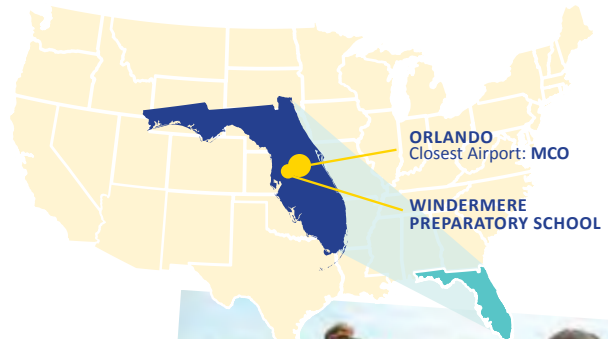 ORLANDO
Closest Airport: MCO
WINDERMERE
PREPARATORY SCHOOL